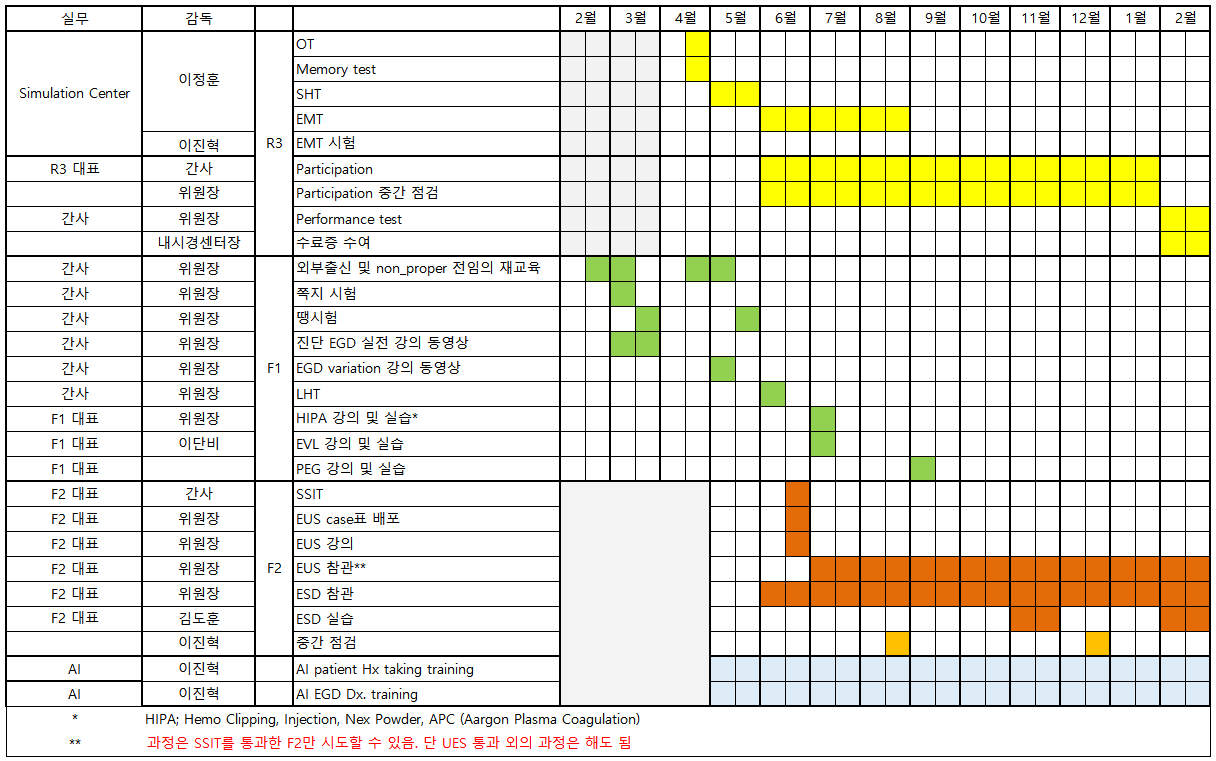 실무 감독 2월 3월 4월 5월 6월 7월 8월 9월 10월 11월 12월 1월 2월
OT
Memory test
이정훈
Simulation Center SHT
EMT
이진혁 R3 EMT 시험
R3 대표 간사 Participation
위원장 Participation 중간 점검
간사 위원장 Performance test
내시경센터장 수료증 수여
간사 위원장 외부출신 및 non_proper 전임의 재교육
간사 위원장 쪽지 시험
간사 위원장 땡시험
간사 위원장 진단 EGD 실전 강의 동영상
간사 위원장 F1 EGD variation 강의 동영상
간사 위원장 LHT
F1 대표 위원장 HIPA 강의 및 실습*
F1 대표 이단비 EVL 강의 및 실습
F1 대표 PEG 강의 및 실습
F2 대표 간사 SSIT
F2 대표 위원장 EUS case표 배포
F2 대표 위원장 EUS 강의
F2 대표 위원장 F2 EUS 참관**
F2 대표 위원장 ESD 참관
F2 대표 김도훈 ESD 실습
이진혁 중간 점검
AI 이진혁 AI patient Hx taking training
AI 이진혁 AI EGD Dx. training
* HIPA; Hemo Clipping, Injection, Nex Powder, APC (Aargon Plasma Coagulation)
** 과정은 SSIT를 통과한 F2만 시도할 수 있음. 단 UES 통과 외의 과정은 해도 됨